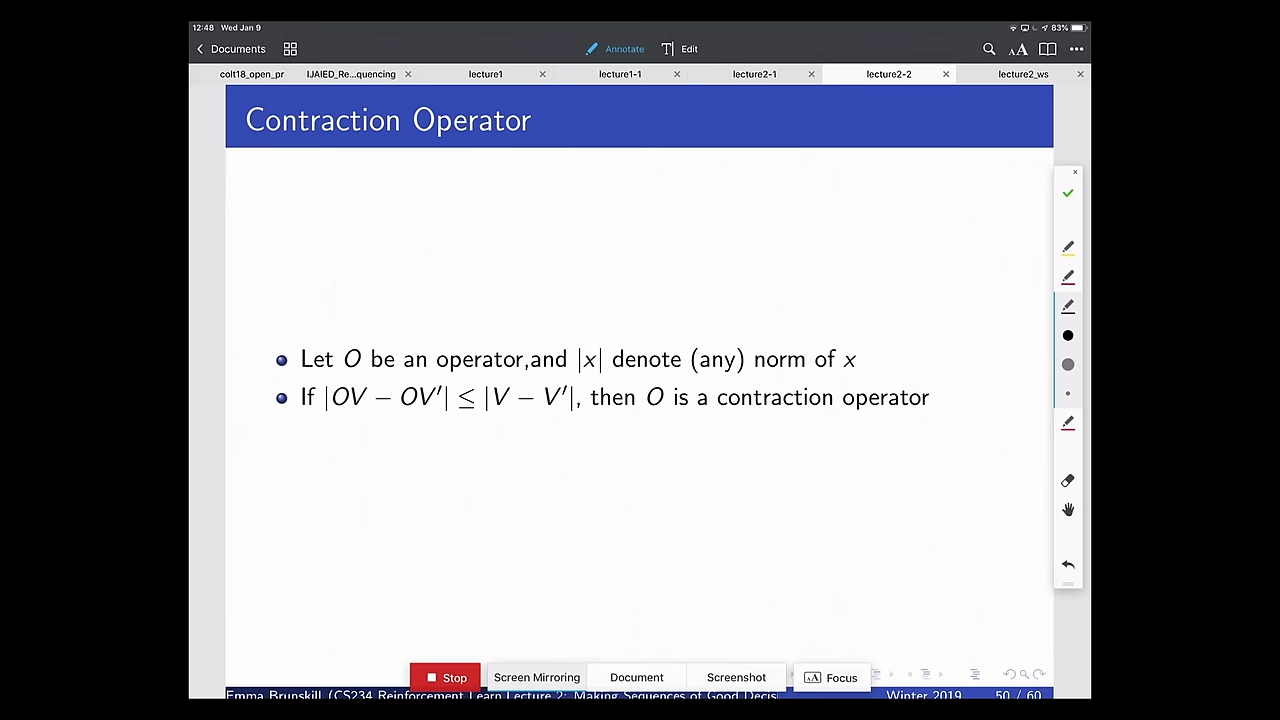 12:48 Wed Jan 9
83%
Documents
Annotate
Edit
AA
colt18_open_pr
IJAIED_Re...quencing
lecture1
lecture1-1
lecture2-1
lecture2-2
lecture2_ws
Contraction Operator
Let O be an operator,and |x| denote (any) norm of x
If |OV − OV′| ≤ |V − V′|, then O is a contraction operator
Stop
Screen Mirroring
Document
Screenshot
AA Focus
Emma Brunskill (CS234 Reinforcement Learn Lecture 2: Making Sequences of Good Decis
Winter 2019
50 / 60